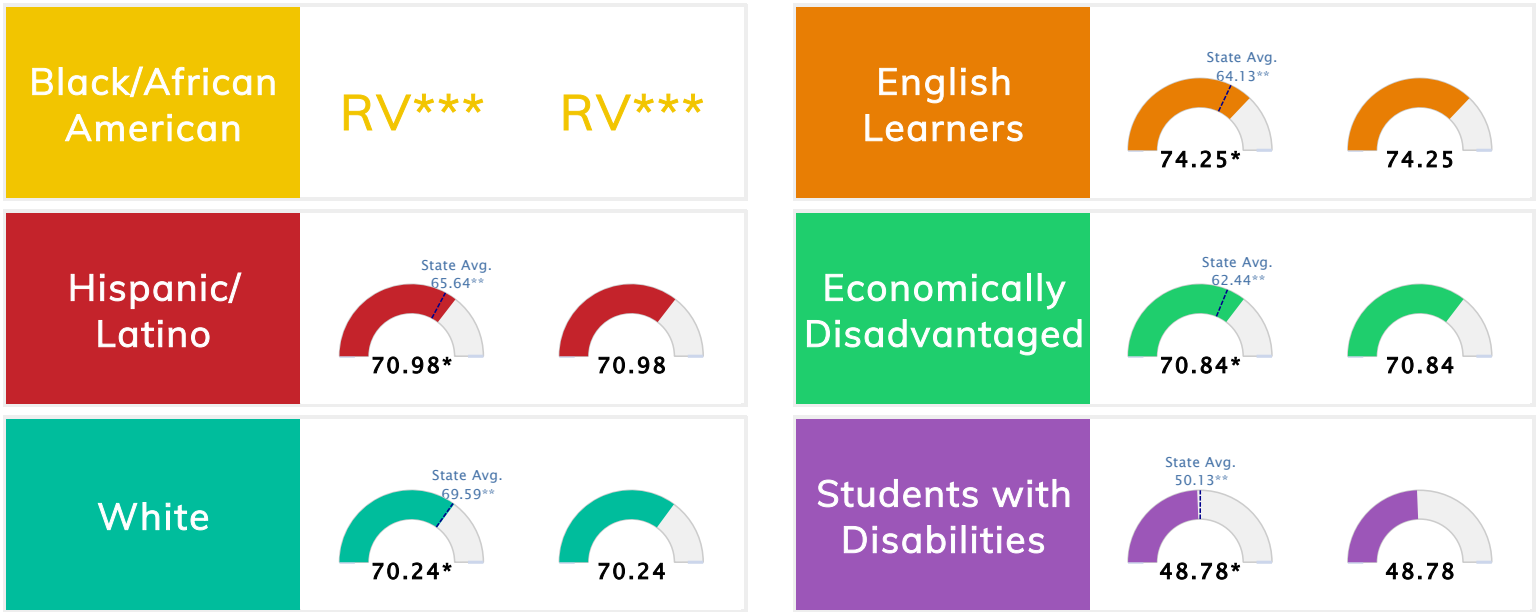 Black/African
American
RV***
RV***
English
Learners
State Avg.
64.13**
74.25*
74.25
Hispanic/
Latino
State Avg.
65.64**
70.98*
70.98
Economically
Disadvantaged
State Avg.
62.44**
70.84*
70.84
White
State Avg.
69.59**
70.24*
70.24
Students with
Disabilities
State Avg.
50.13**
48.78*
48.78